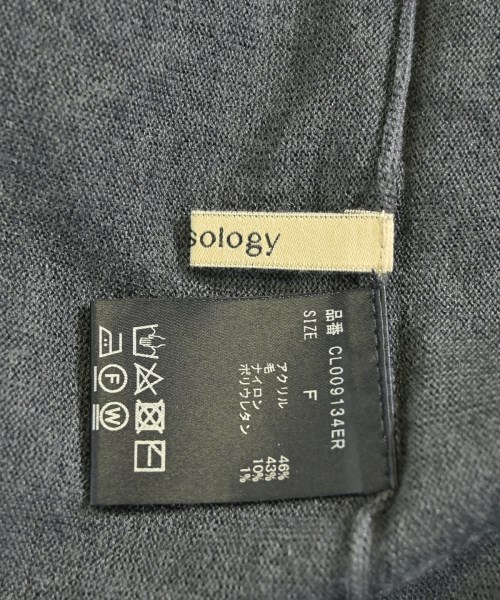 sology
品番 CL009134ER
SIZE F
アクリル 46%
毛 43%
ナイロン 10%
ポリウレタン 1%
F
W